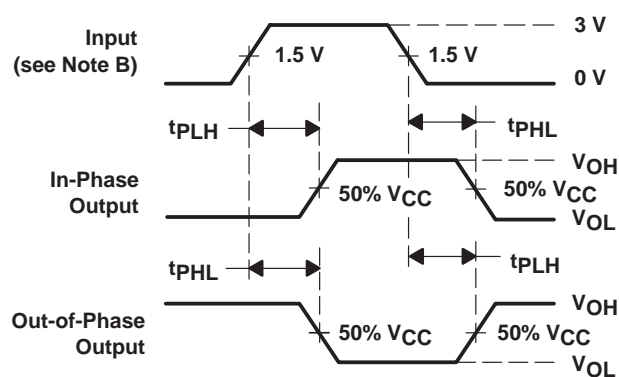 3 V
Input
(see Note B)
1.5 V
1.5 V
0 V
tPLH
tPHL
VOH
In-Phase
Output
50% VCC
50% VCC
VOL
tPHL
tPLH
VOH
Out-of-Phase
Output
50% VCC
50% VCC
VOL